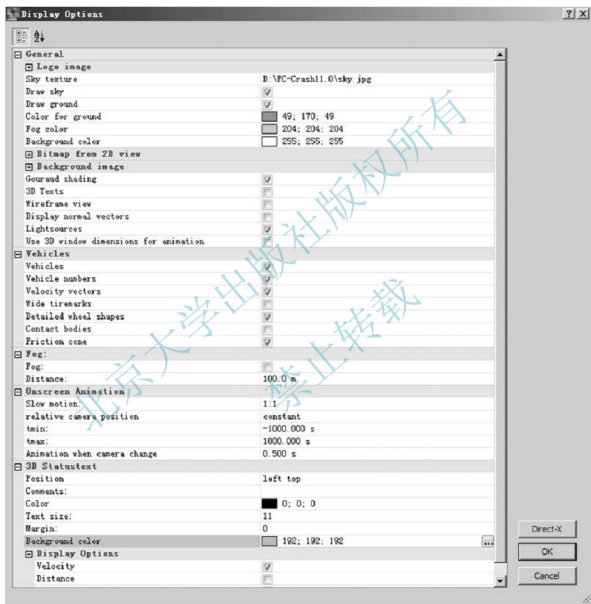 Display Options
General
Logo image
Sky texture D:\PC-Crash11.0\sky.jpg
Draw sky
Draw ground
Color for ground 49; 170; 49
Fog color 204; 204; 204
Background color 255; 255; 255
Bitmap from 2D view
Background image
Gouraud shading
3D Texts
Wireframe view
Display normal vectors
Lightsources
Use 3D window dimensions for animation
Vehicles
Vehicles
Vehicle numbers
Velocity vectors
Wide tiremarks
Detailed wheel shapes
Contact bodies
Friction cone
Fog:
Fog:
Distance: 100.0 m
Onscreen Animation
Slow motion: 1:1
relative camera position constant
tmin: -1000.000 s
tmax: 1000.000 s
Animation when camera change 0.500 s
3D Statustext
Position left top
Comments:
Color 0; 0; 0
Text size: 11
Margin: 0
Background color 192; 192; 192 ...
Display Options
Velocity
Distance
Direct-X
OK
Cancel
北京大学出版社版权所有
禁止转载